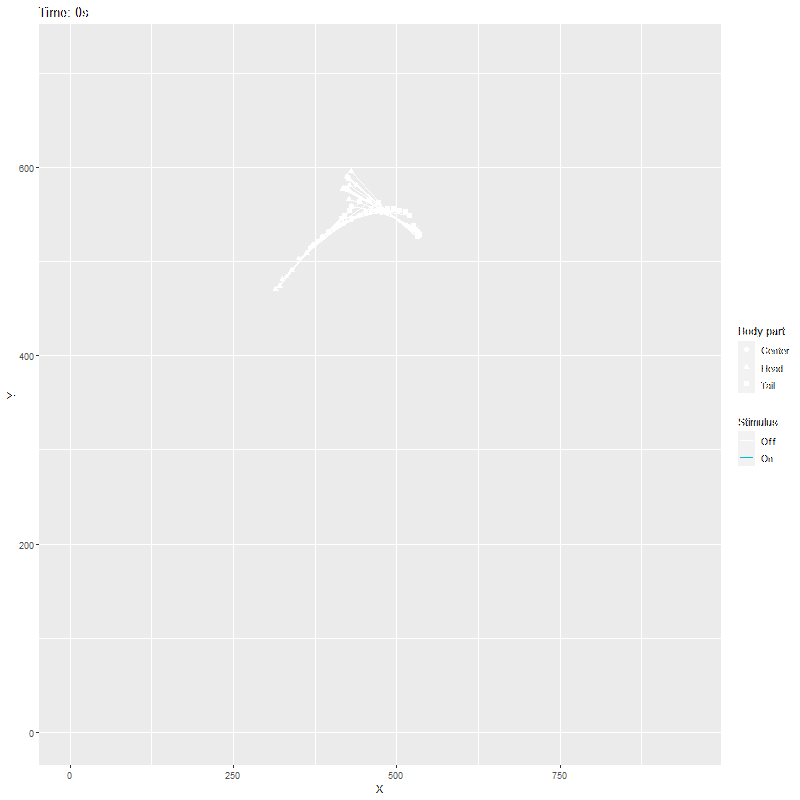 Time: 0s
600
400
200
0
Y
0
250
500
750
X
Body part
Center
Head
Tail
Stimulus
Off
On